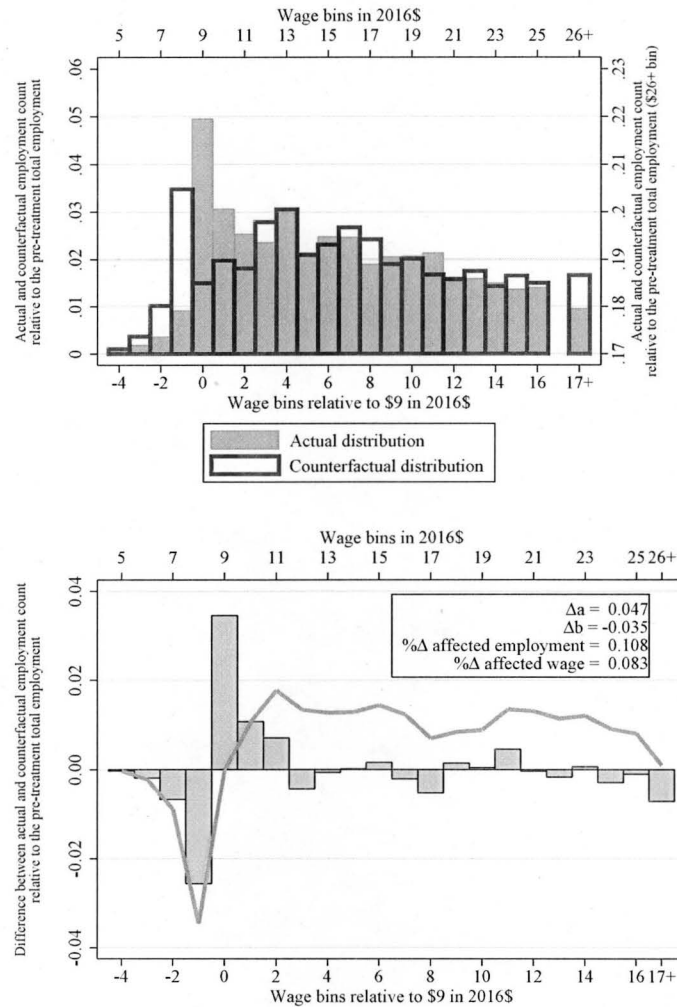 Wage bins in 2016$
5 7 9 11 13 15 17 19 21 23 25 26+
Actual and counterfactual employment count
relative to the pre-treatment total employment
.06
.05
.04
.03
.02
.01
0
.23
.22
.21
.2
.19
.18
.17
Actual and counterfactual employment count
relative to the pre-treatment total employment ($26+ bin)
-4 -2 0 2 4 6 8 10 12 14 16 17+
Wage bins relative to $9 in 2016$
Actual distribution
Counterfactual distribution
Wage bins in 2016$
5 7 9 11 13 15 17 19 21 23 25 26+
Difference between actual and counterfactual employment count
relative to the pre-treatment total employment
0.04
0.02
0.00
-0.02
-0.04
Δa = 0.047
Δb = -0.035
%Δ affected employment = 0.108
%Δ affected wage = 0.083
-4 -2 0 2 4 6 8 10 12 14 16 17+
Wage bins relative to $9 in 2016$